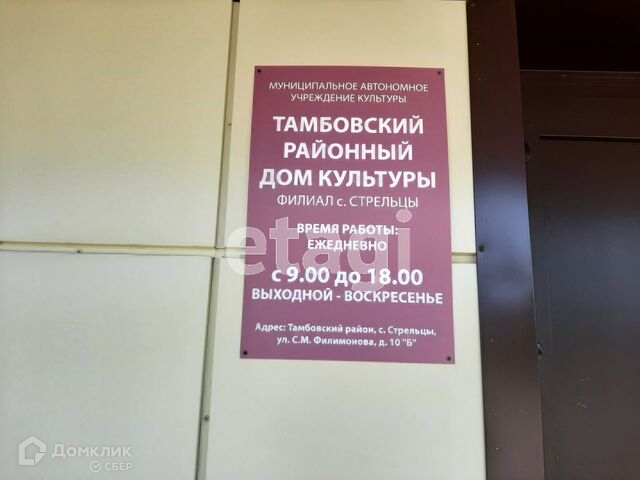 МУНИЦИПАЛЬНОЕ АВТОНОМНОЕ
УЧРЕЖДЕНИЕ КУЛЬТУРЫ
ТАМБОВСКИЙ
РАЙОННЫЙ
ДОМ КУЛЬТУРЫ
ФИЛИАЛ с. СТРЕЛЬЦЫ
ВРЕМЯ РАБОТЫ:
ЕЖЕДНЕВНО
etagi
с 9.00 до 18.00
ВЫХОДНОЙ - ВОСКРЕСЕНЬЕ
Адрес: Тамбовский район, с. Стрельцы,
ул. С.М. Филимонова, д. 10 "Б"
Домклик
СБЕР